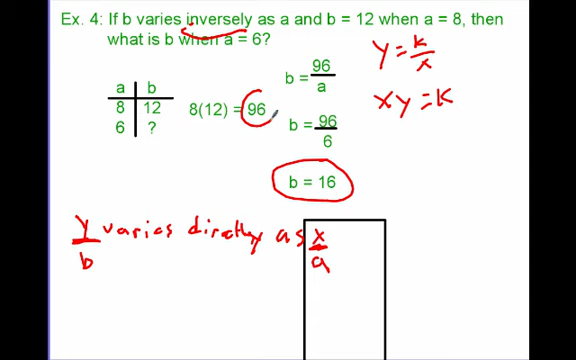 Ex. 4: If b varies inversely as a and b = 12 when a = 8, then
what is b when a = 6?
y = k/x
b = 96/a
xy = k
a b
8 12
6 ?
8(12) = 96
b = 96/6
b = 16
y varies directly as x
b a